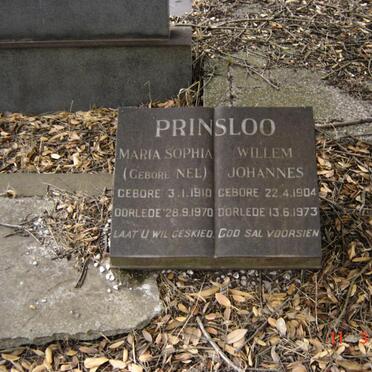 PRINSLOO
MARIA SOPHIA
(GEBORE NEL)
GEBORE 3.1.1910
OORLEDE 28.9.1970
LAAT U WIL GESKIED
WILLEM
JOHANNES
GEBORE 22.4.1904
OORLEDE 13.6.1973
GOD SAL VOORSIEN